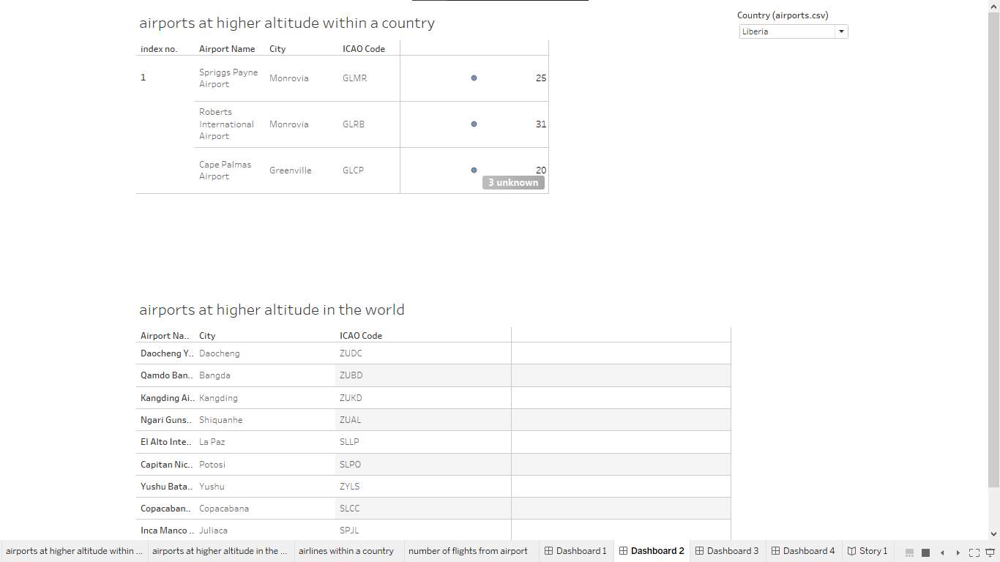 airports at higher altitude within a country
Country (airports.csv)
Liberia
index no. Airport Name City ICAO Code
1 Spriggs Payne Airport Monrovia GLMR 25
Roberts International Airport Monrovia GLRB 31
Cape Palmas Airport Greenville GLCP 20
3 unknown
airports at higher altitude in the world
Airport Na.. City ICAO Code
Daocheng Y.. Daocheng ZUDC
Qamdo Ban.. Bangda ZUBD
Kangding Ai.. Kangding ZUKD
Ngari Guns.. Shiquanhe ZUAL
El Alto Inte.. La Paz SLLP
Capitan Nic.. Potosi SLPO
Yushu Bata.. Yushu ZYLS
Copacaban.. Copacabana SLCC
Inca Manco .. Juliaca SPJL
airports at higher altitude within ... airports at higher altitude in the ... airlines within a country number of flights from airport Dashboard 1 Dashboard 2 Dashboard 3 Dashboard 4 Story 1